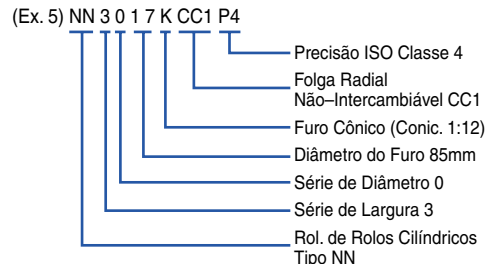 (Ex. 5) NN 3 0 1 7 K CC1 P4
Precisão ISO Classe 4
Folga Radial
Não–Intercambiável CC1
Furo Cônico (Conic. 1:12)
Diâmetro do Furo 85mm
Série de Diâmetro 0
Série de Largura 3
Rol. de Rolos Cilíndricos
Tipo NN